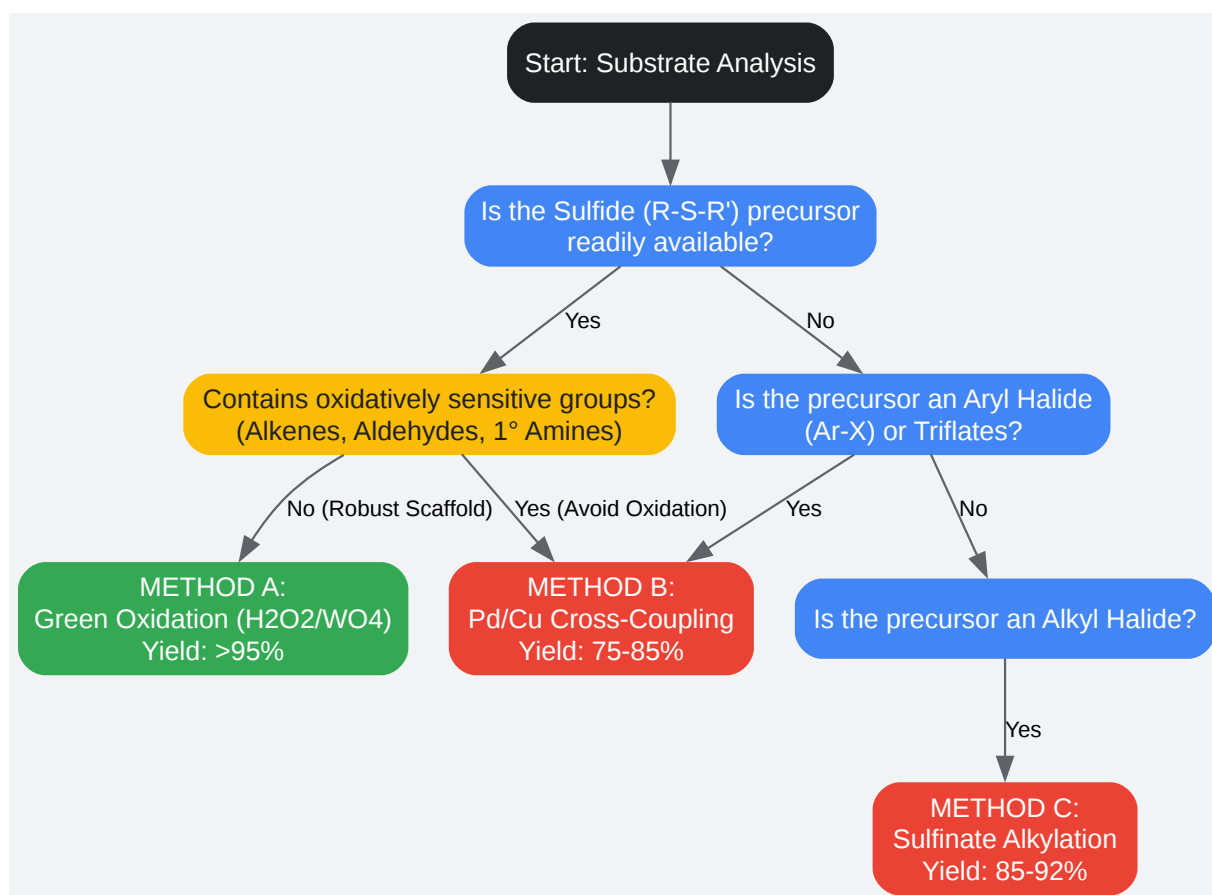 Start: Substrate Analysis
Is the Sulfide (R-S-R') precursor
readily available?
Yes
No
Contains oxidatively sensitive groups?
(Alkenes, Aldehydes, 1° Amines)
Is the precursor an Aryl Halide
(Ar-X) or Triflates?
No (Robust Scaffold)
Yes (Avoid Oxidation)
Yes
No
METHOD A:
Green Oxidation (H2O2/WO4)
Yield: >95%
METHOD B:
Pd/Cu Cross-Coupling
Yield: 75-85%
Is the precursor an Alkyl Halide?
Yes
METHOD C:
Sulfinate Alkylation
Yield: 85-92%